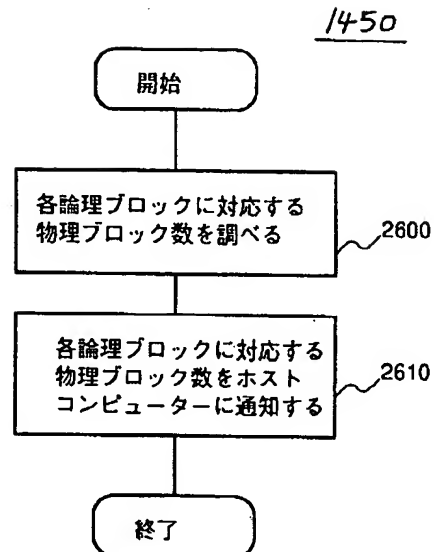 1450
開始
各論理ブロックに対応する
物理ブロック数を調べる
2600
各論理ブロックに対応する
物理ブロック数をホスト
コンピューターに通知する
2610
終了